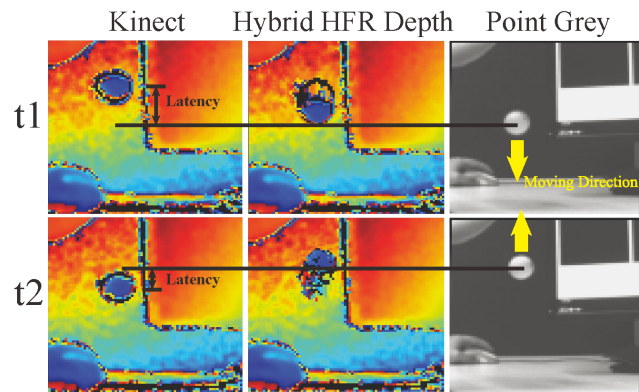 Kinect Hybrid HFR Depth Point Grey
t1
Latency
Moving Direction
t2
Latency